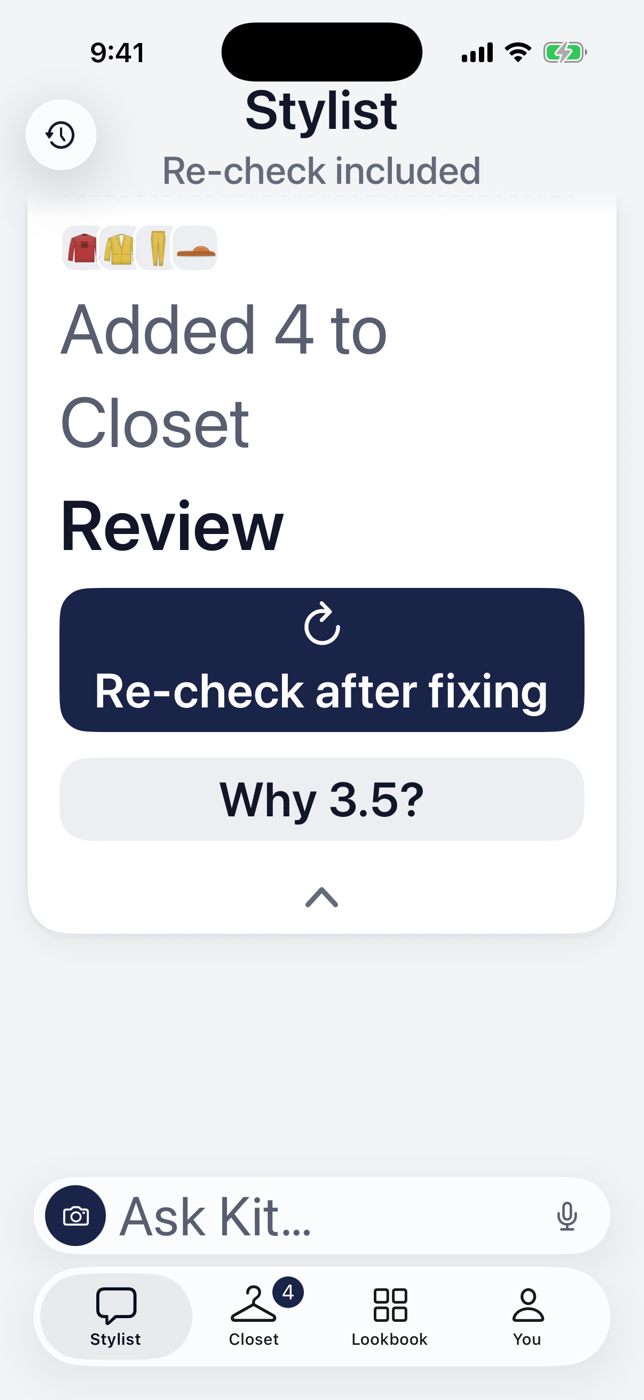 9:41
Stylist
Re-check included
Added 4 to
Closet
Review
Re-check after fixing
Why 3.5?
Ask Kit...
4
Stylist
Closet
Lookbook
You